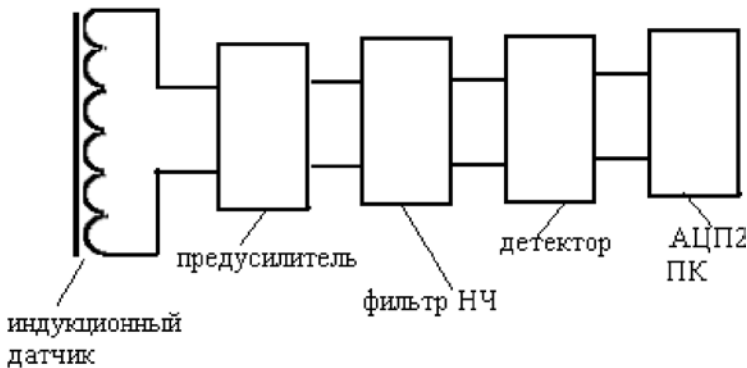 предусилитель
детектор
АЦП2
ПК
фильтр НЧ
индукционный
датчик